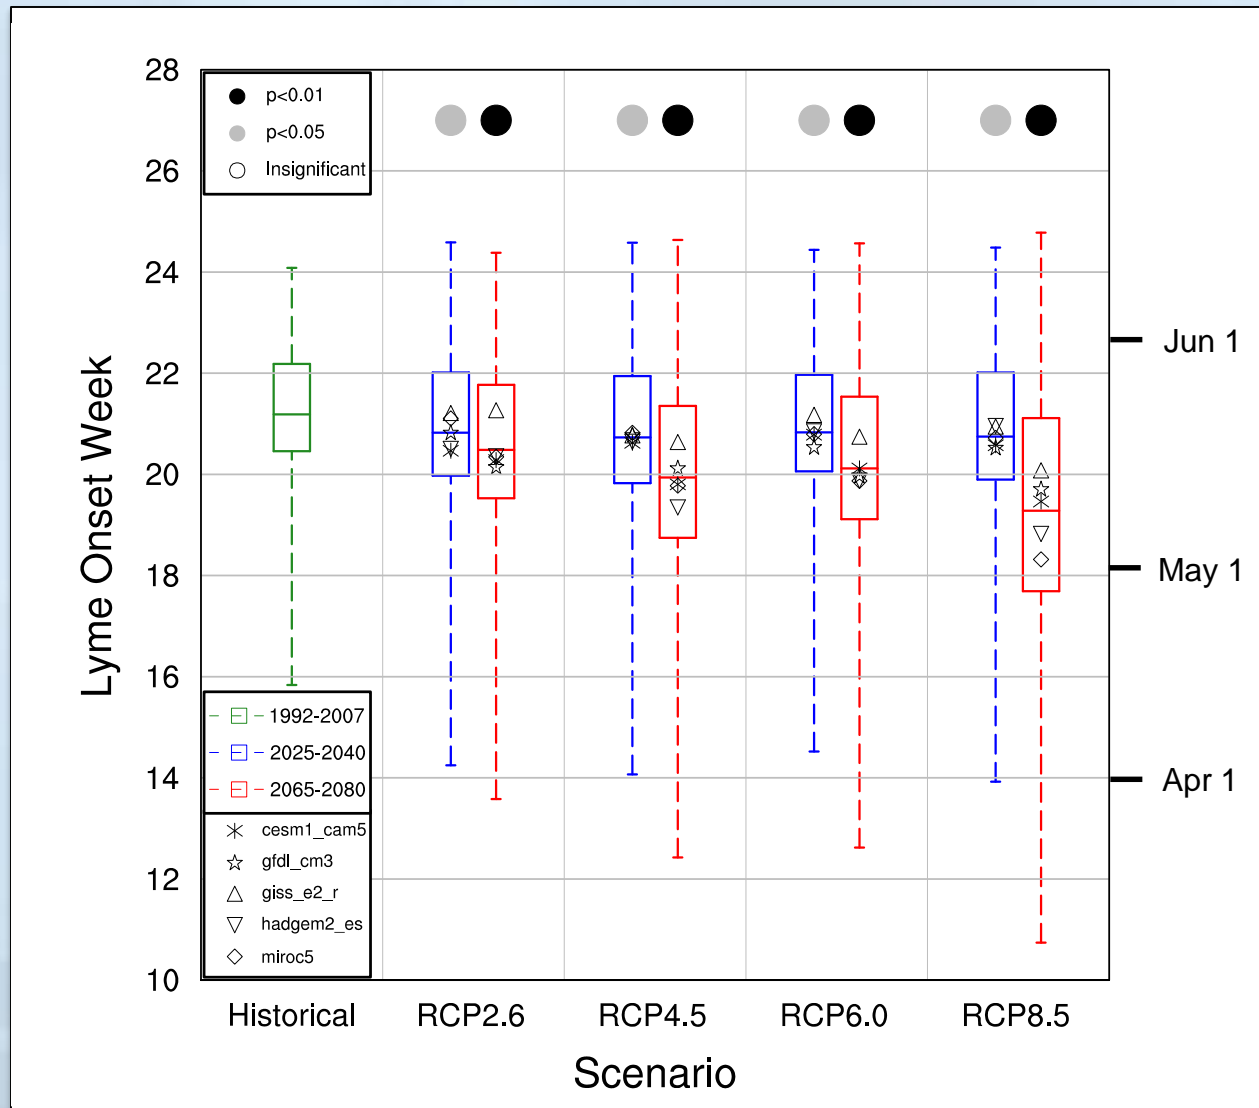 28
26
24
22
20
18
16
14
12
10
Lyme Onset Week
p<0.01
p<0.05
Insignificant
1992-2007
2025-2040
2065-2080
cesm1_cam5
gfdl_cm3
giss_e2_r
hadgem2_es
miroc5
Jun 1
May 1
Apr 1
Historical
RCP2.6
RCP4.5
RCP6.0
RCP8.5
Scenario